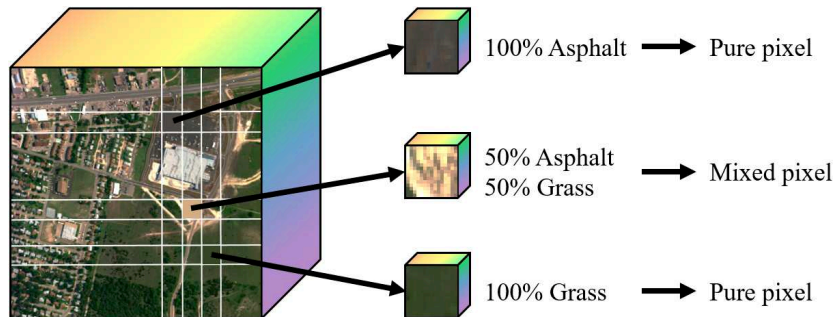 100% Asphalt
Pure pixel
50% Asphalt
50% Grass
Mixed pixel
100% Grass
Pure pixel